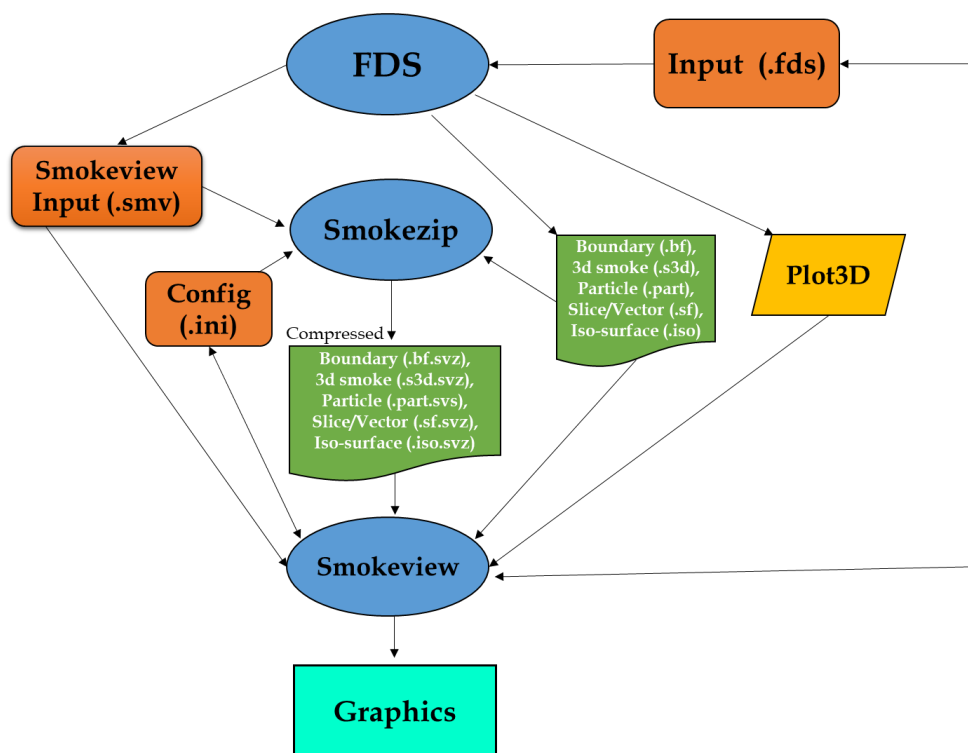 FDS
Input (.fds)
Smokeview
Input (.smv)
Smokezip
Boundary (.bf),
3d smoke (.s3d),
Particle (.part),
Slice/Vector (.sf),
Iso-surface (.iso)
Plot3D
Config
(.ini)
Compressed
Boundary (.bf.svz),
3d smoke (.s3d.svz),
Particle (.part.svs),
Slice/Vector (.sf.svz),
Iso-surface (.iso.svz)
Smokeview
Graphics